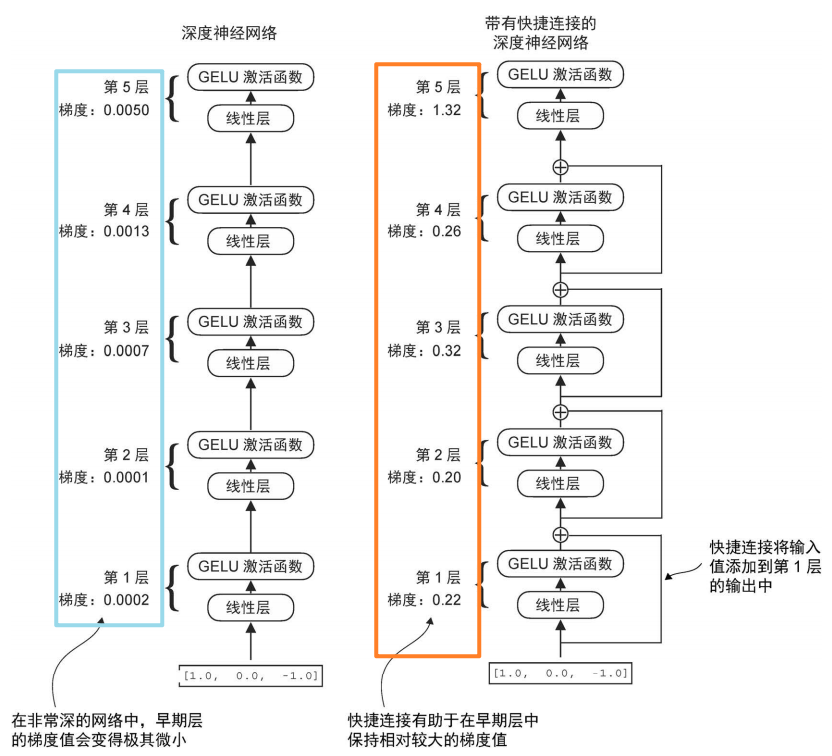 深度神经网络
第 5 层
梯度：0.0050
GELU 激活函数
线性层
第 4 层
梯度：0.0013
GELU 激活函数
线性层
第 3 层
梯度：0.0007
GELU 激活函数
线性层
第 2 层
梯度：0.0001
GELU 激活函数
线性层
第 1 层
梯度：0.0002
GELU 激活函数
线性层
[1.0, 0.0, -1.0]
在非常深的网络中，早期层
的梯度值会变得极其微小
带有快捷连接的
深度神经网络
第 5 层
梯度：1.32
GELU 激活函数
线性层
第 4 层
梯度：0.26
GELU 激活函数
线性层
第 3 层
梯度：0.32
GELU 激活函数
线性层
第 2 层
梯度：0.20
GELU 激活函数
线性层
第 1 层
梯度：0.22
GELU 激活函数
线性层
[1.0, 0.0, -1.0]
快捷连接将输入
值添加到第 1 层
的输出中
快捷连接有助于在早期层中
保持相对较大的梯度值